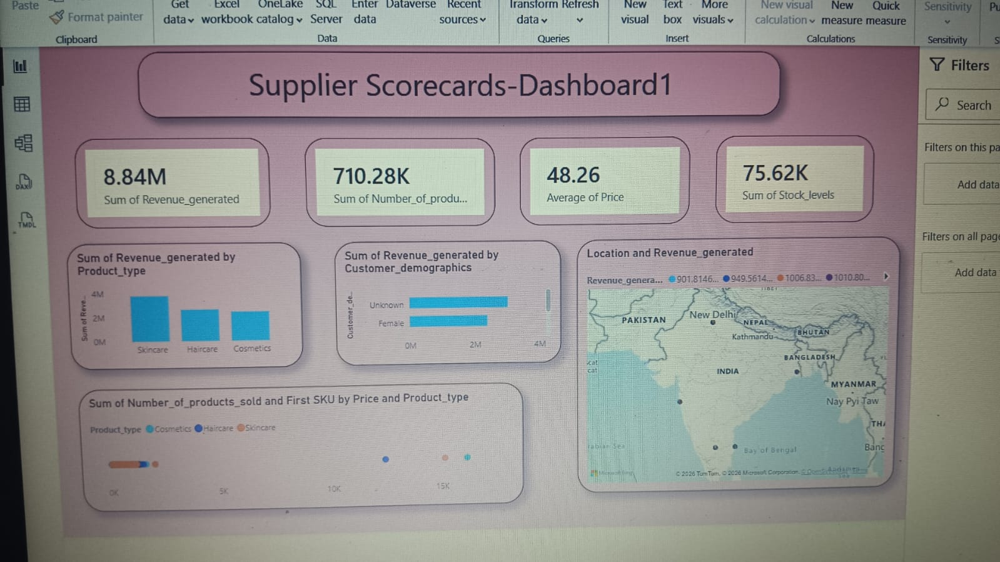 Paste
Format painter
Clipboard
Get data
Excel workbook
OneLake catalog
SQL Server
Enter data
Dataverse
Recent sources
Data
Transform data
Refresh
Queries
New visual
Text box
More visuals
Insert
New visual calculation
New measure
Quick measure
Calculations
Sensitivity
Sensitivity
DAX
TMDL
Supplier Scorecards-Dashboard1
8.84M
Sum of Revenue_generated
710.28K
Sum of Number_of_produ...
48.26
Average of Price
75.62K
Sum of Stock_levels
Sum of Revenue_generated by
Product_type
Sum of Reve...
4M
2M
0M
Skincare Haircare Cosmetics
Sum of Revenue_generated by
Customer_demographics
Customer_de...
Unknown
Female
0M 2M 4M
Location and Revenue_generated
Revenue_genera... 901.8146... 949.5614... 1006.83... 1010.80...
TIBET
PAKISTAN
New Delhi
NEPAL
Kathmandu
BHUTAN
BANGLADESH
INDIA
MYANMAR
Nay Pyi Taw
Bay of Bengal
© 2026 TomTom, © 2026 Microsoft Corporation,
Sum of Number_of_products_sold and First SKU by Price and Product_type
Product_type Cosmetics Haircare Skincare
0K 5K 10K 15K
Filters
Search
Filters on this pa
Add data
Filters on all page
Add data